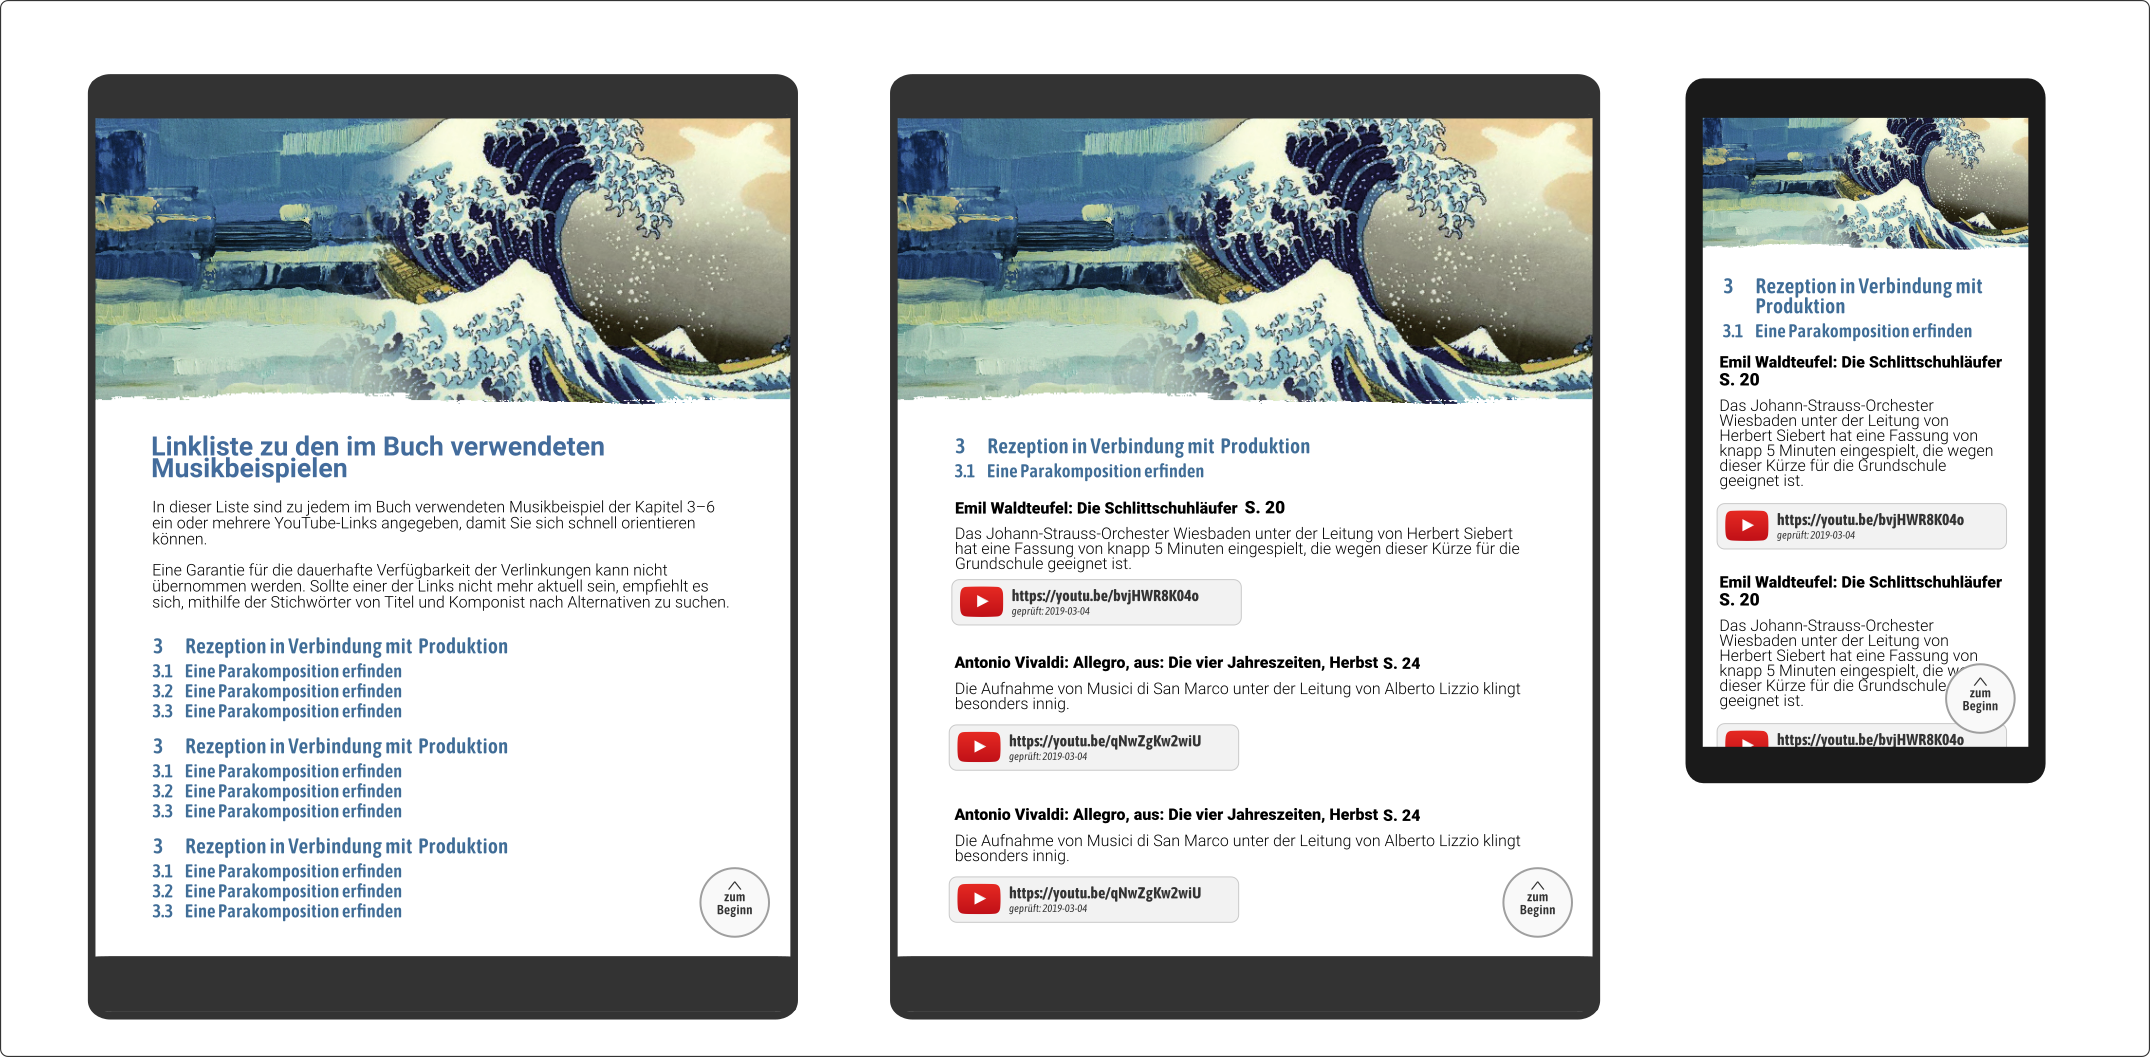 Linkliste zu den im Buch verwendeten
Musikbeispielen
In dieser Liste sind zu jedem im Buch verwendeten Musikbeispiel der Kapitel 3–6
ein oder mehrere YouTube-Links angegeben, damit Sie sich schnell orientieren
können.
Eine Garantie für die dauerhafte Verfügbarkeit der Verlinkungen kann nicht
übernommen werden. Sollte einer der Links nicht mehr aktuell sein, empfiehlt es
sich, mithilfe der Stichwörter von Titel und Komponist nach Alternativen zu suchen.
3 Rezeption in Verbindung mit Produktion
3.1 Eine Parakomposition erfinden
3.2 Eine Parakomposition erfinden
3.3 Eine Parakomposition erfinden
3 Rezeption in Verbindung mit Produktion
3.1 Eine Parakomposition erfinden
3.2 Eine Parakomposition erfinden
3.3 Eine Parakomposition erfinden
3 Rezeption in Verbindung mit Produktion
3.1 Eine Parakomposition erfinden
3.2 Eine Parakomposition erfinden
3.3 Eine Parakomposition erfinden
zum
Beginn
3 Rezeption in Verbindung mit Produktion
3.1 Eine Parakomposition erfinden
Emil Waldteufel: Die Schlittschuhläufer S. 20
Das Johann-Strauss-Orchester Wiesbaden unter der Leitung von Herbert Siebert
hat eine Fassung von knapp 5 Minuten eingespielt, die wegen dieser Kürze für die
Grundschule geeignet ist.
https://youtu.be/bvjHWR8K04o
geprüft: 2019-03-04
Antonio Vivaldi: Allegro, aus: Die vier Jahreszeiten, Herbst S. 24
Die Aufnahme von Musici di San Marco unter der Leitung von Alberto Lizzio klingt
besonders innig.
https://youtu.be/qNwZgKw2wiU
geprüft: 2019-03-04
Antonio Vivaldi: Allegro, aus: Die vier Jahreszeiten, Herbst S. 24
Die Aufnahme von Musici di San Marco unter der Leitung von Alberto Lizzio klingt
besonders innig.
https://youtu.be/qNwZgKw2wiU
geprüft: 2019-03-04
zum
Beginn
3 Rezeption in Verbindung mit
Produktion
3.1 Eine Parakomposition erfinden
Emil Waldteufel: Die Schlittschuhläufer
S. 20
Das Johann-Strauss-Orchester
Wiesbaden unter der Leitung von
Herbert Siebert hat eine Fassung von
knapp 5 Minuten eingespielt, die wegen
dieser Kürze für die Grundschule
geeignet ist.
https://youtu.be/bvjHWR8K04o
geprüft: 2019-03-04
Emil Waldteufel: Die Schlittschuhläufer
S. 20
Das Johann-Strauss-Orchester
Wiesbaden unter der Leitung von
Herbert Siebert hat eine Fassung von
knapp 5 Minuten eingespielt, die
dieser Kürze für die Grundschule
geeignet ist.
https://youtu.be/bvjHWR8K04o
zum
Beginn